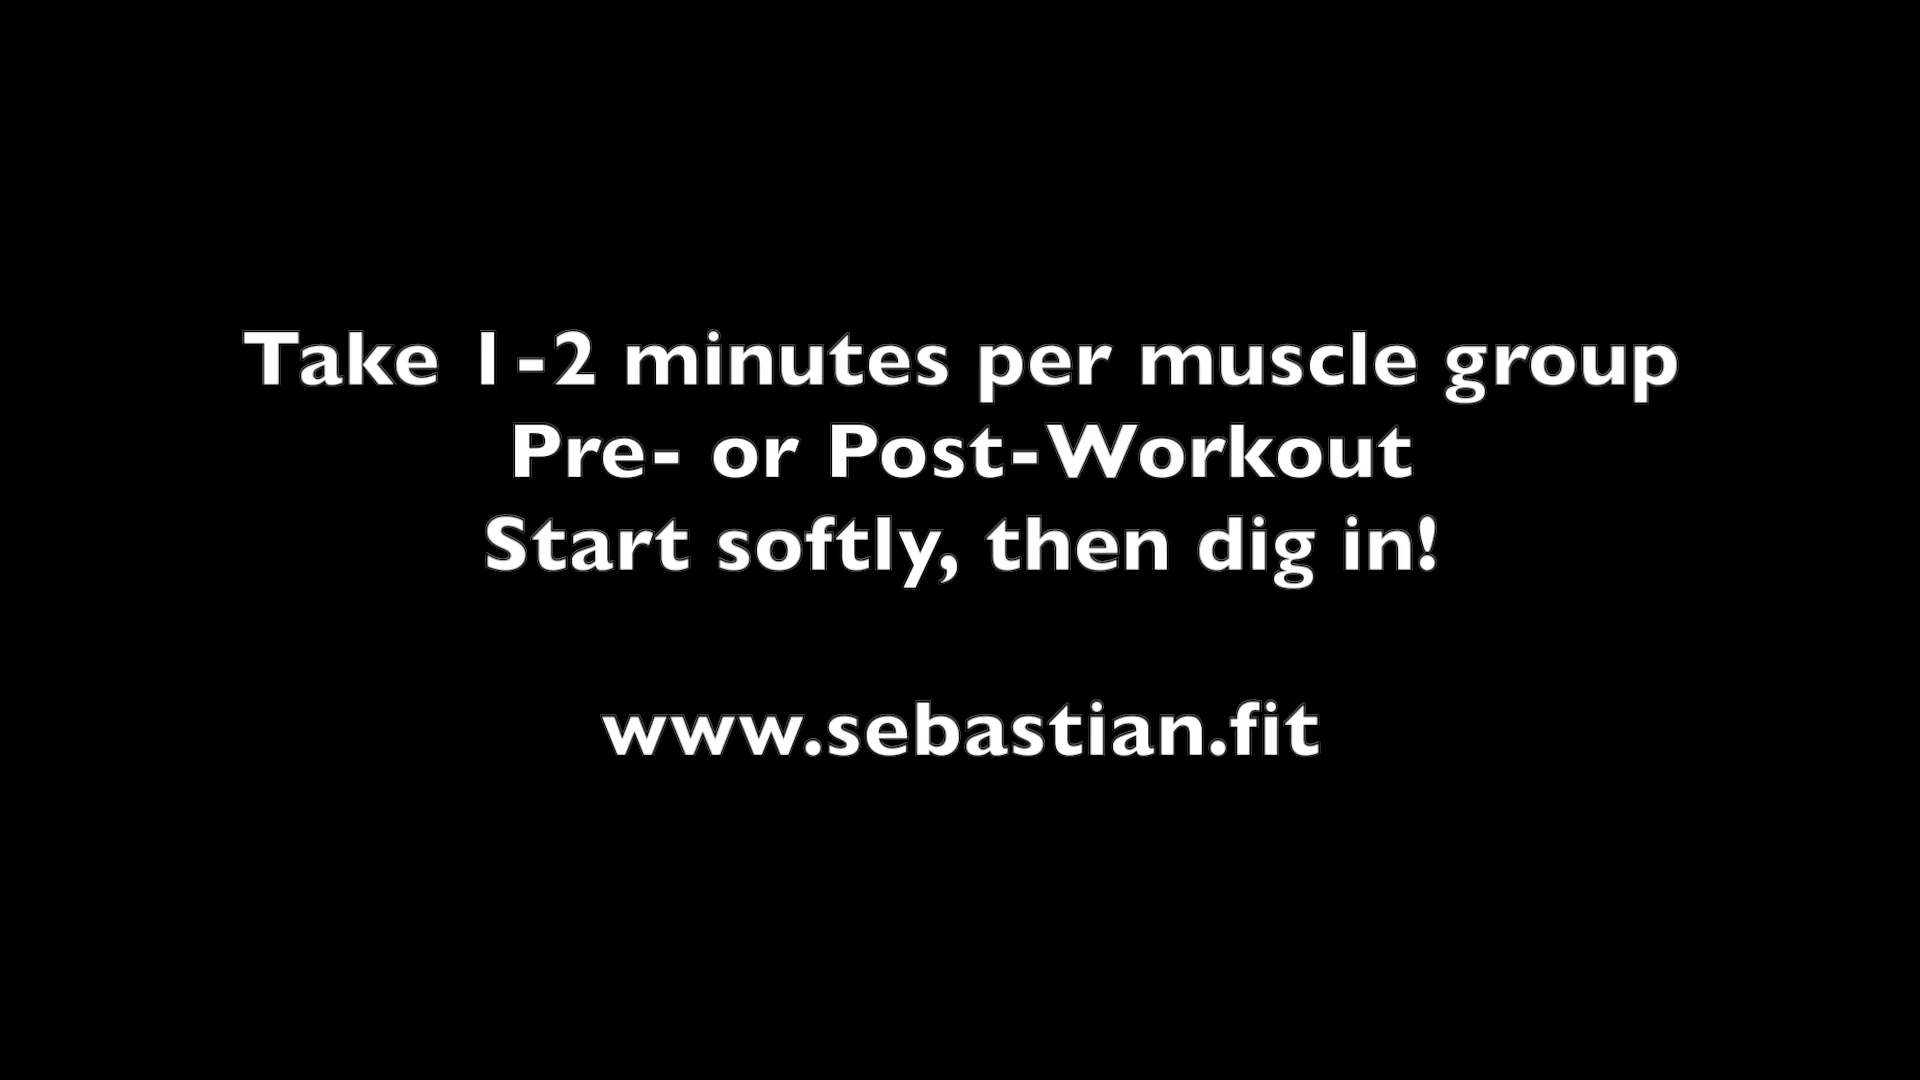 Take 1-2 minutes per muscle group
Pre- or Post-Workout
Start softly, then dig in!
www.sebastian.fit